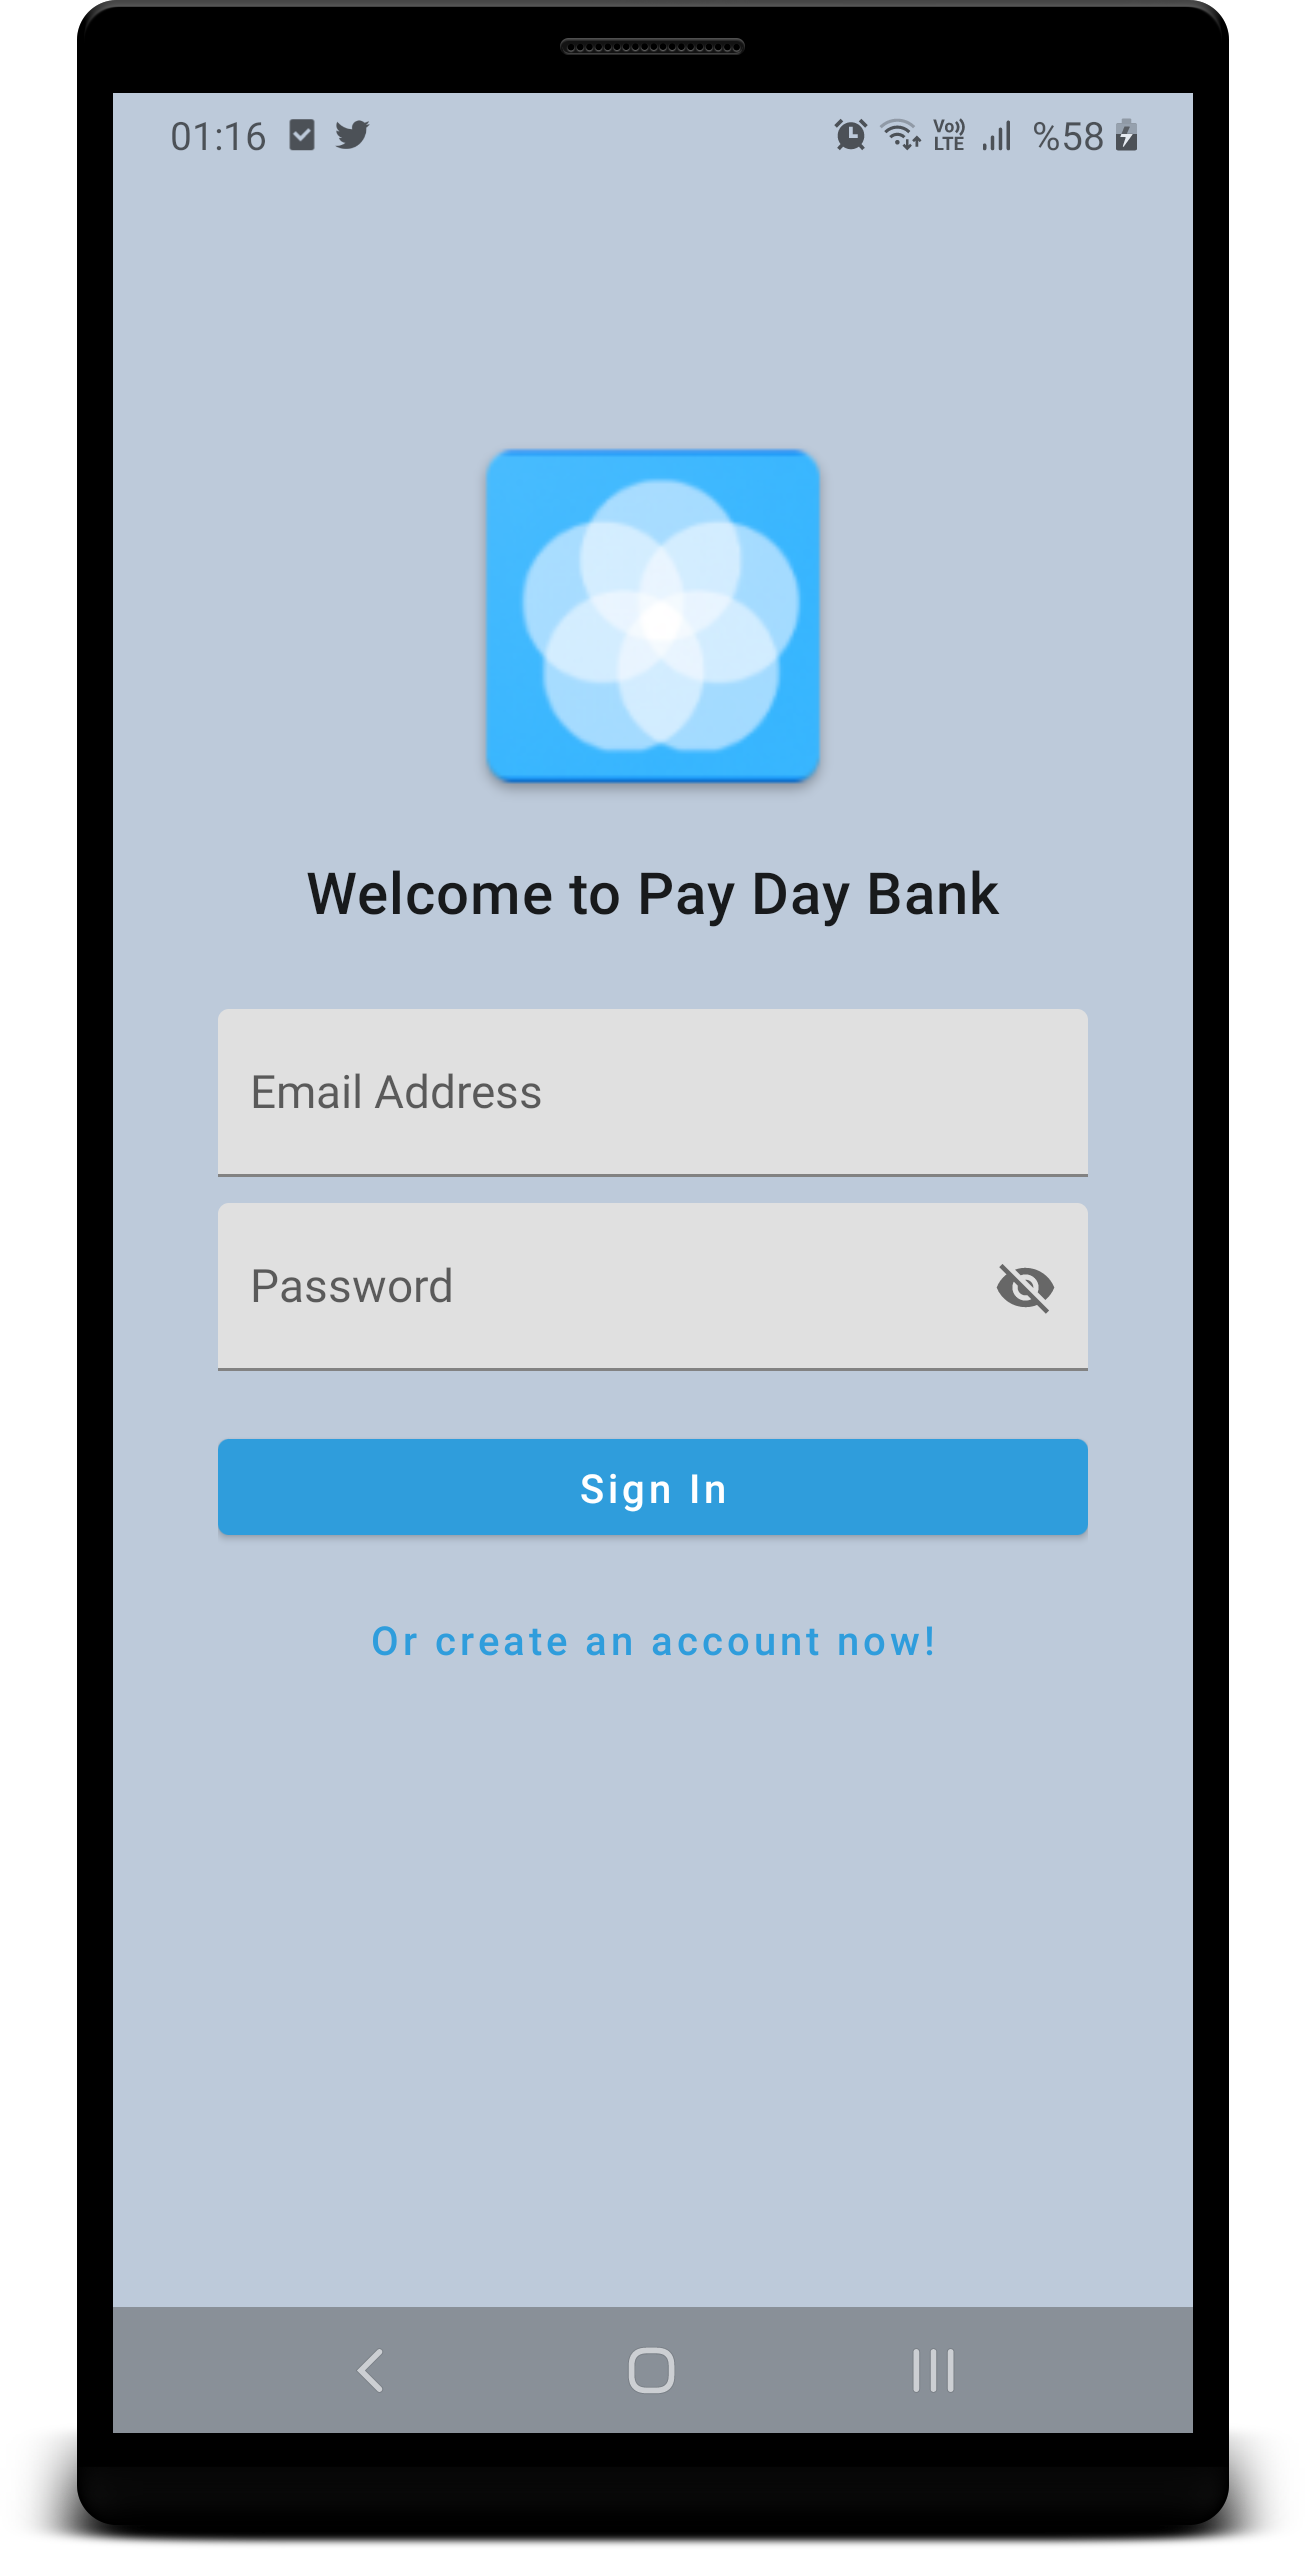 01:16 Vo)) LTE %58
Welcome to Pay Day Bank
Email Address
Password
Sign In
Or create an account now!